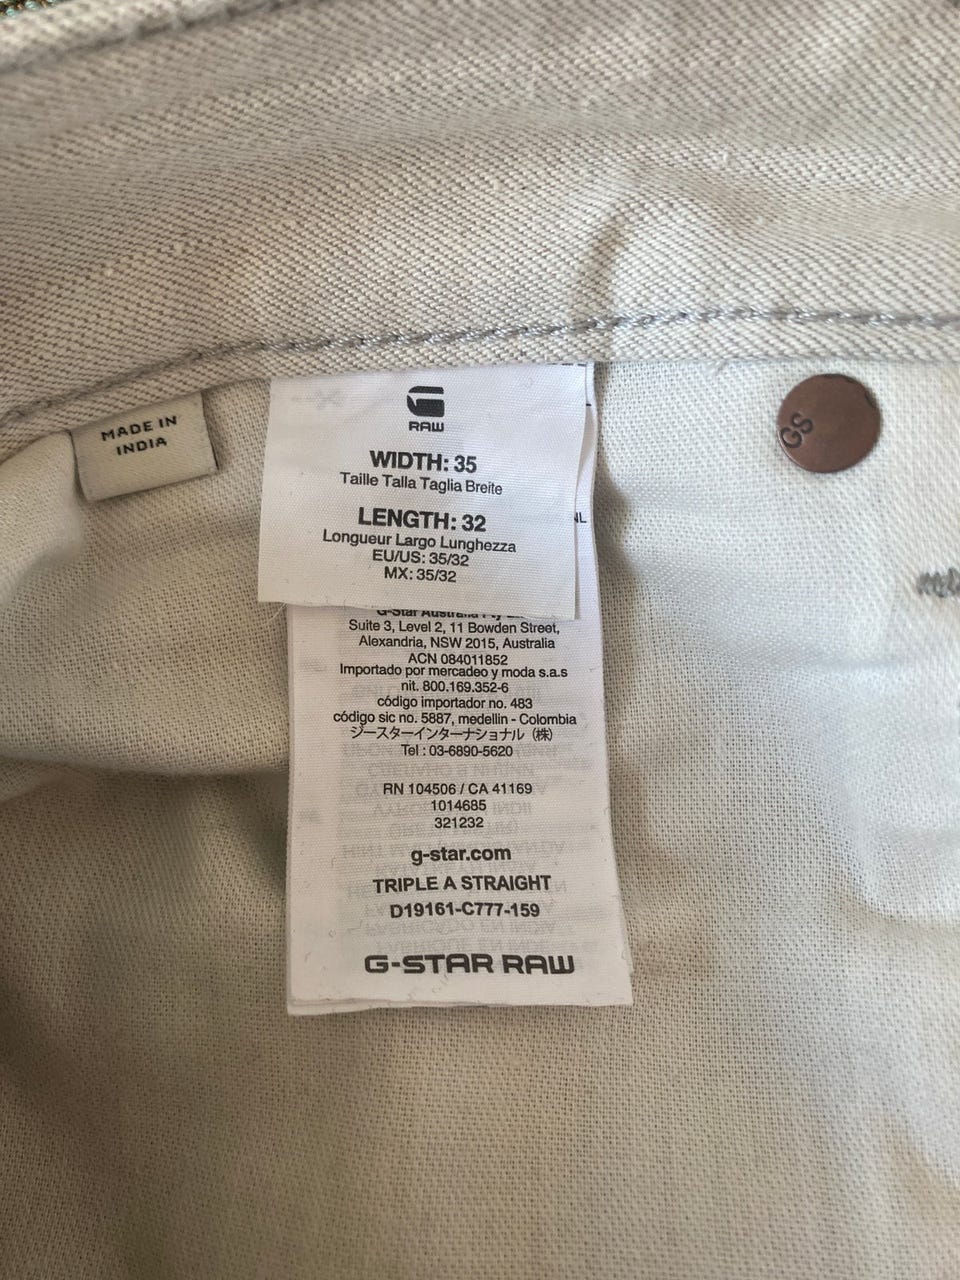 MADE IN
INDIA
RAW
WIDTH: 35
Taille Talla Taglia Breite
LENGTH: 32
Longueur Largo Lunghezza
EU/US: 35/32
MX: 35/32
NL
G-Star Australia Pty
Suite 3, Level 2, 11 Bowden Street,
Alexandria, NSW 2015, Australia
ACN 084011852
Importado por mercadeo y moda s.a.s
nit. 800.169.352-6
código importador no. 483
código sic no. 5887, medellin - Colombia
ジースターインターナショナル (株)
Tel : 03-6890-5620
RN 104506 / CA 41169
1014685
321232
g-star.com
TRIPLE A STRAIGHT
D19161-C777-159
G-STAR RAW
GS